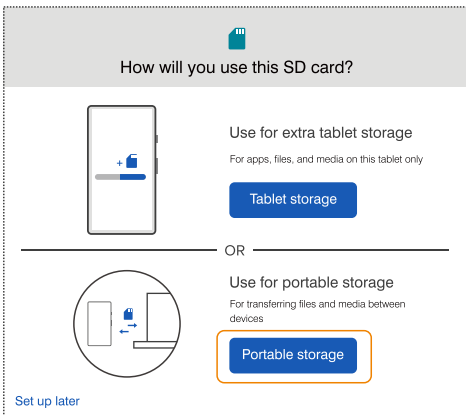 How will you use this SD card?
Use for extra tablet storage
For apps, files, and media on this tablet only
Tablet storage
OR
Use for portable storage
For transferring files and media between
devices
Portable storage
Set up later